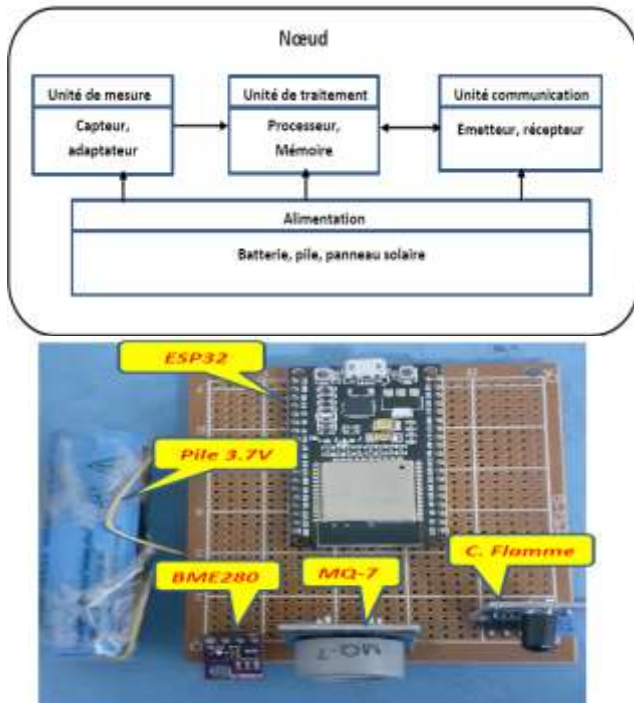 Nœud
Unité de mesure
Capteur,
adaptateur
Unité de traitement
Processeur,
Mémoire
Unité communication
Emetteur, récepteur
Alimentation
Batterie, pile, panneau solaire
ESP32
Pile 3.7V
BME280
MQ-7
C. Flamme
MQ-7